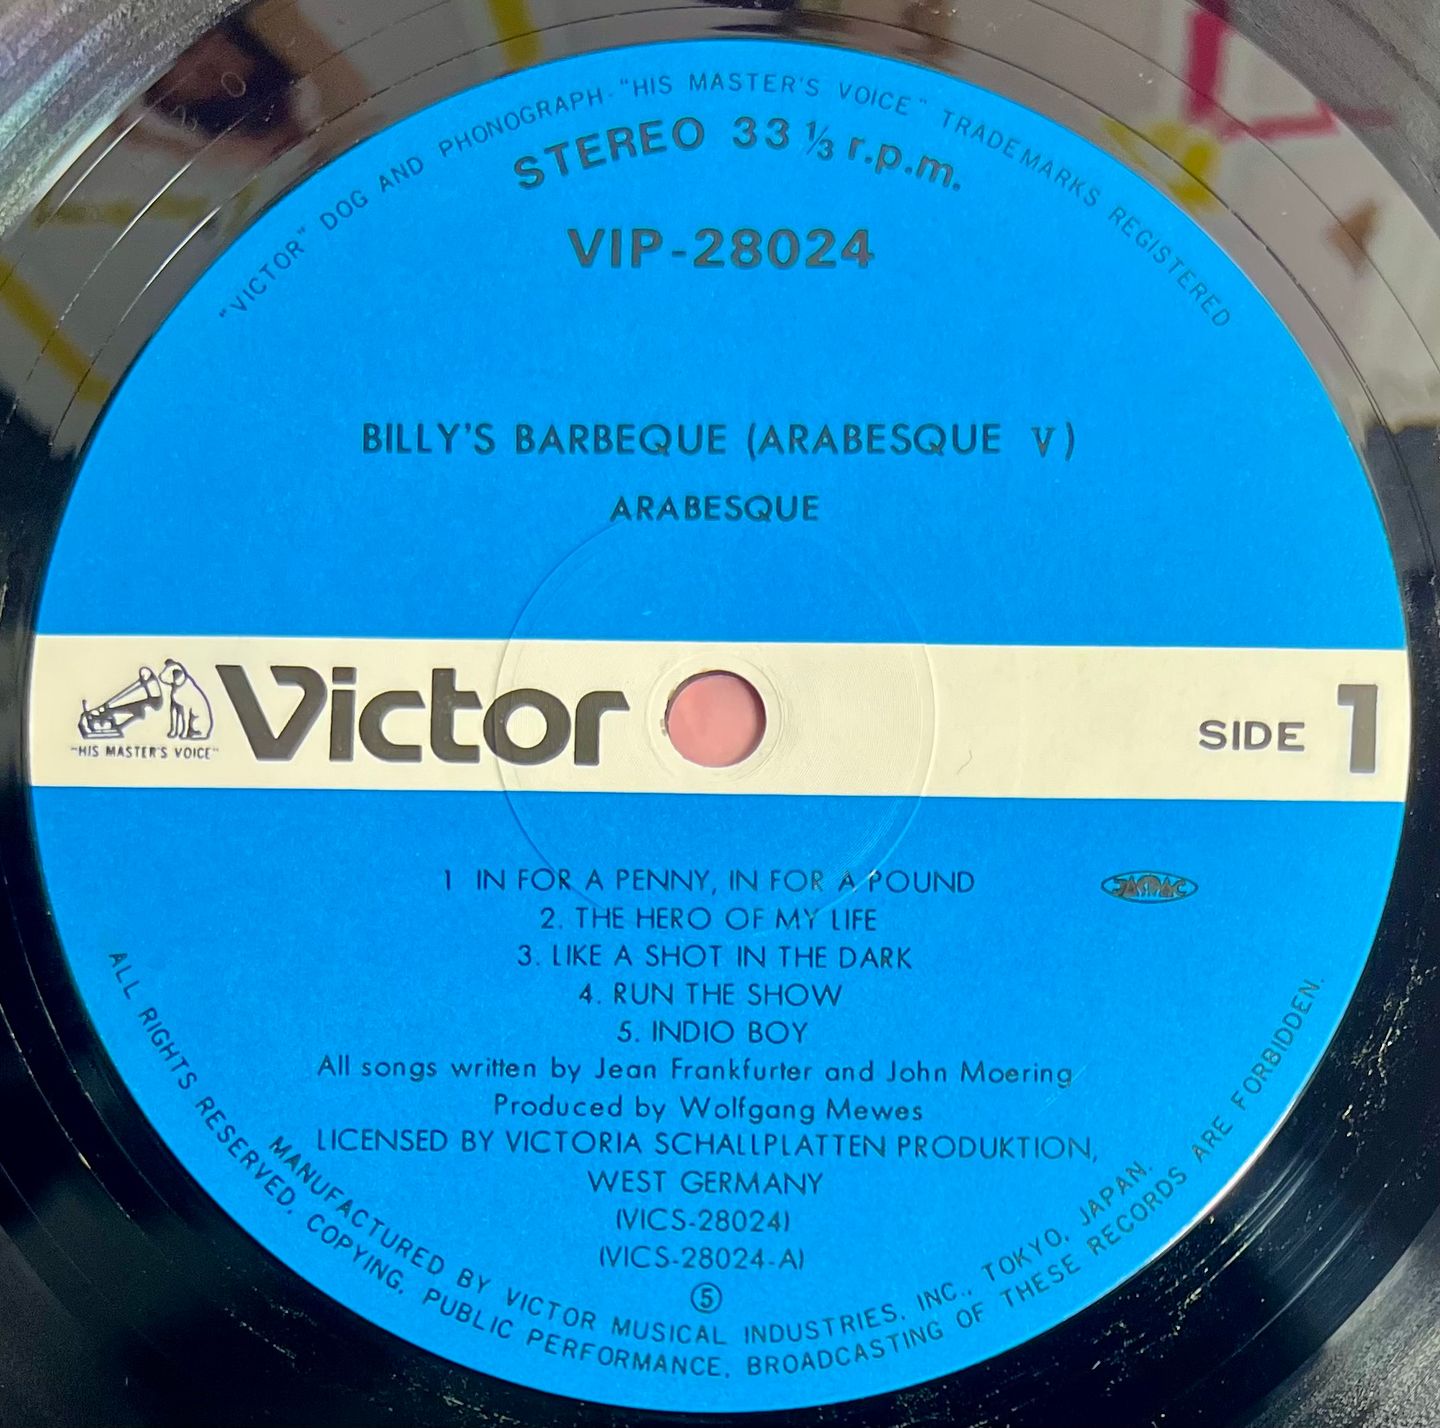 "VICTOR" DOG AND PHONOGRAPH-"HIS MASTER'S VOICE" TRADEMARKS REGISTERED
STEREO 33 ⅓ r.p.m.
VIP-28024
BILLY'S BARBEQUE (ARABESQUE V)
ARABESQUE
Victor
"HIS MASTER'S VOICE"
SIDE 1
1 IN FOR A PENNY, IN FOR A POUND
JASRAC
2. THE HERO OF MY LIFE
3. LIKE A SHOT IN THE DARK
4. RUN THE SHOW
5. INDIO BOY
All songs written by Jean Frankfurter and John Moering
Produced by Wolfgang Mewes
LICENSED BY VICTORIA SCHALLPLATTEN PRODUKTION,
WEST GERMANY
(VICS-28024)
(VICS-28024-A)
⑤
MANUFACTURED BY VICTOR MUSICAL INDUSTRIES, INC., TOKYO, JAPAN.
ALL RIGHTS RESERVED. COPYING, PUBLIC PERFORMANCE, BROADCASTING OF THESE RECORDS ARE FORBIDDEN.